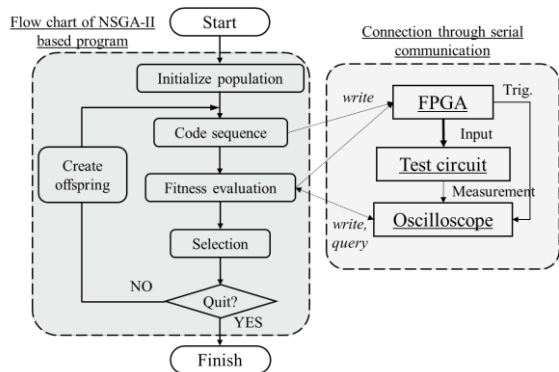 Flow chart of NSGA-II
based program
Start
Initialize population
Code sequence
Create
offspring
Fitness evaluation
Selection
NO
Quit?
YES
Finish
Connection through serial
communication
write
FPGA
Trig.
Input
Test circuit
Measurement
Oscilloscope
write,
query